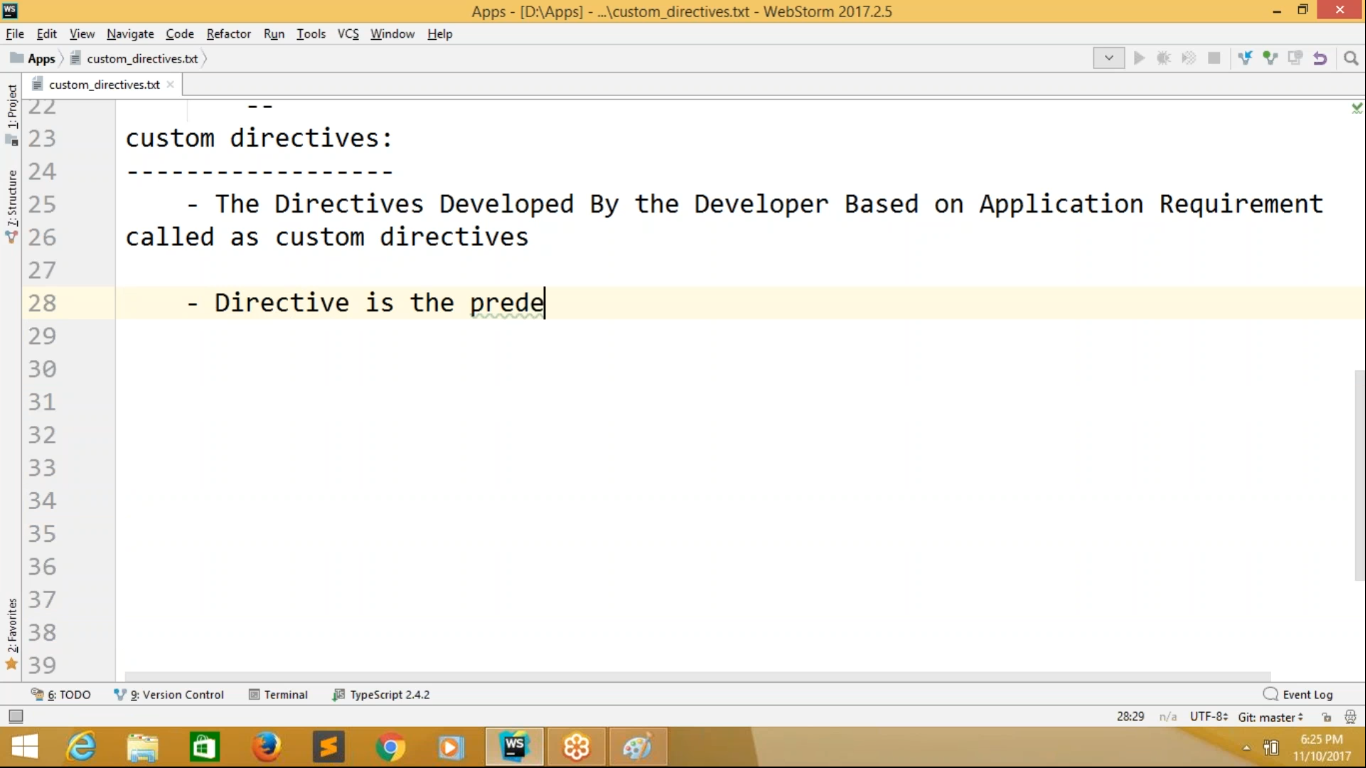 WS Apps - [D:\Apps] - ...\custom_directives.txt - WebStorm 2017.2.5
File Edit View Navigate Code Refactor Run Tools VCS Window Help
Apps custom_directives.txt
custom_directives.txt
1: Project
7: Structure
2: Favorites
22 --
23 custom directives:
24 ------------------
25 - The Directives Developed By the Developer Based on Application Requirement
26 called as custom directives
27
28 - Directive is the prede
29
30
31
32
33
34
35
36
37
38
39
6: TODO 9: Version Control Terminal TypeScript 2.4.2 Event Log
28:29 n/a UTF-8 Git: master
WS
6:25 PM
11/10/2017